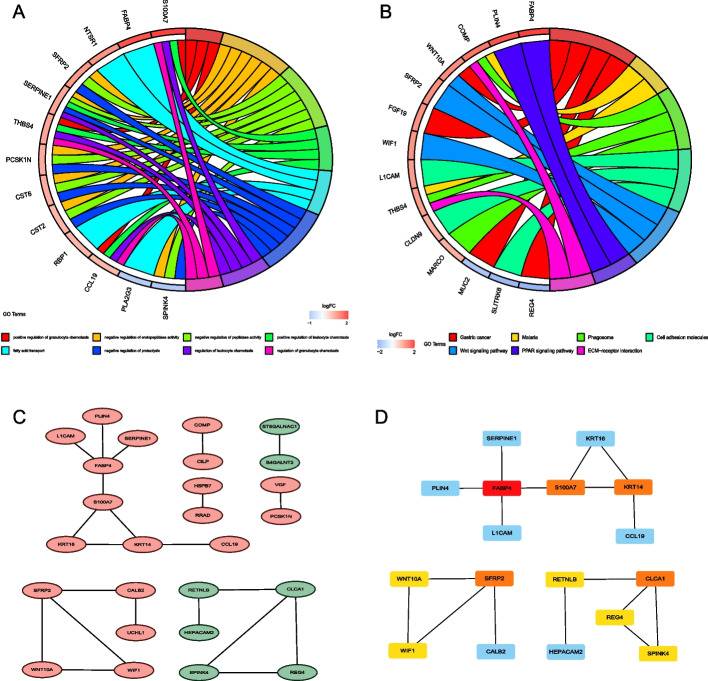 A
S100A7
FABP4
NTSR1
SFRP2
SERPINE1
THBS4
PCSK1N
CST6
CST2
RBP1
CCL19
PLA2G3
SPINK4
GO Terms
logFC
-1 2
positive regulation of granulocyte chemotaxis
negative regulation of endopeptidase activity
negative regulation of peptidase activity
positive regulation of leukocyte chemotaxis
fatty acid transport
negative regulation of proteolysis
regulation of leukocyte chemotaxis
regulation of granulocyte chemotaxis
B
FABP4
PLIN4
COMP
WNT10A
SFRP2
FGF19
WIF1
L1CAM
THBS4
CLDN9
MARCO
MUC2
SLITRK6
REG4
logFC
-2 2
GO Terms
Gastric cancer
Malaria
Phagosome
Cell adhesion molecules
Wnt signaling pathway
PPAR signaling pathway
ECM-receptor interaction
C
PLIN4
L1CAM
SERPINE1
FABP4
S100A7
KRT16
KRT14
CCL19
COMP
CILP
HSPB7
RRAD
ST6GALNAC1
B4GALNT2
VGF
PCSK1N
SFRP2
CALB2
UCHL1
WNT10A
WIF1
RETNLB
CLCA1
HEPACAM2
SPINK4
REG4
D
SERPINE1
KRT16
PLIN4
FABP4
S100A7
KRT14
L1CAM
CCL19
WNT10A
SFRP2
WIF1
CALB2
RETNLB
CLCA1
REG4
HEPACAM2
SPINK4